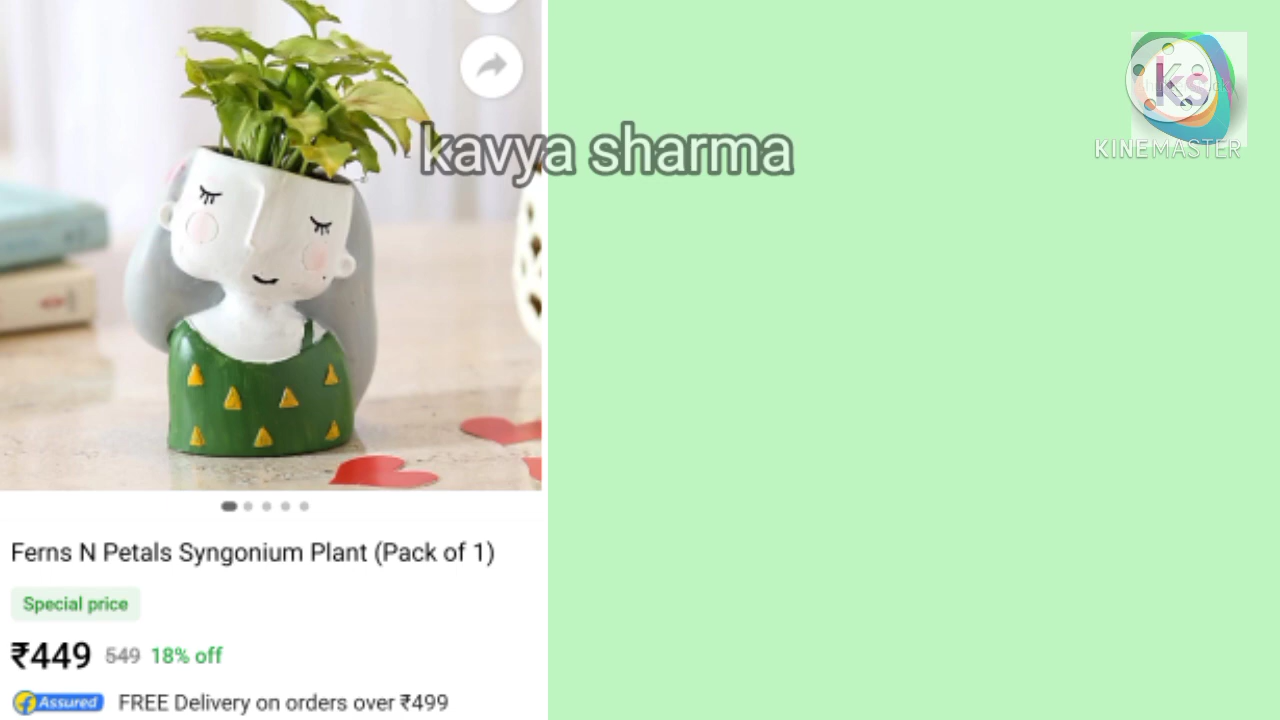 ks
KINEMASTER
kavya sharma
Ferns N Petals Syngonium Plant (Pack of 1)
Special price
₹449 549 18% off
Assured FREE Delivery on orders over ₹499